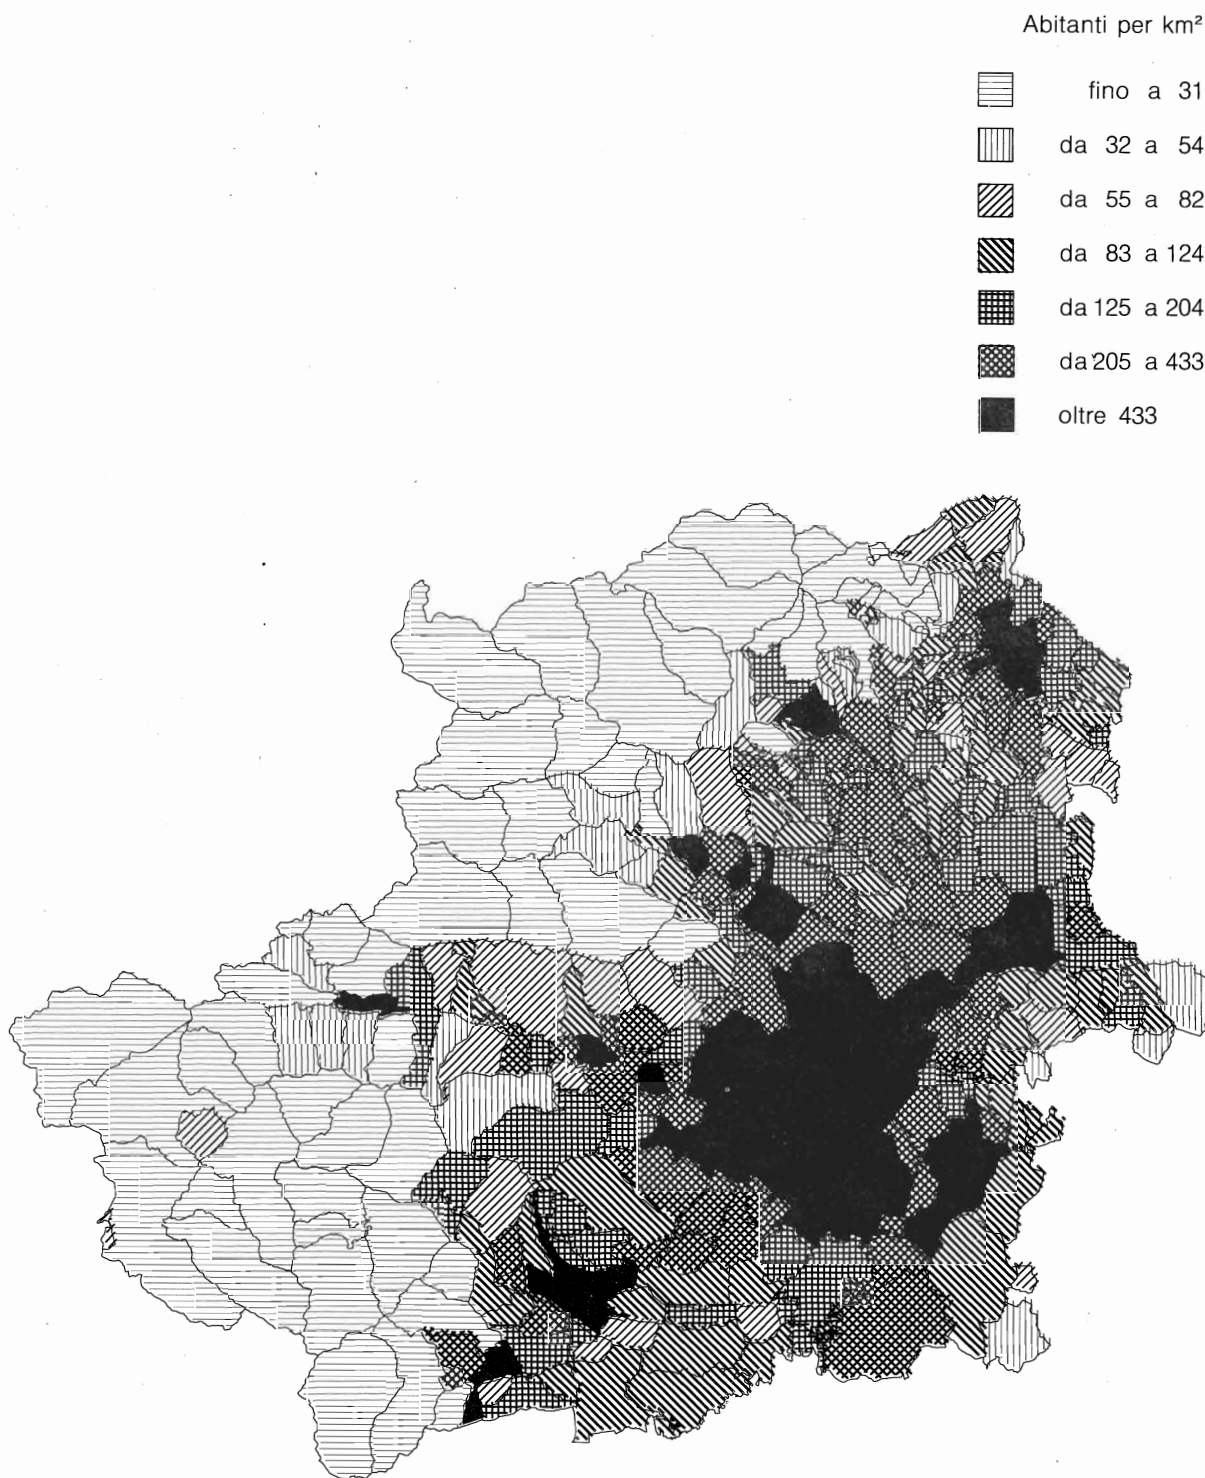 Abitanti per km²
fino a 31
da 32 a 54
da 55 a 82
da 83 a 124
da 125 a 204
da 205 a 433
oltre 433